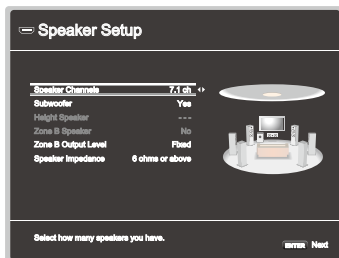 Speaker Setup
Speaker Channels 7.1 ch
Subwoofer Yes
Height Speaker ---
Zone B Speaker No
Zone B Output Level Fixed
Speaker Impedance 6 ohms or above
Select how many speakers you have.
ENTER Next